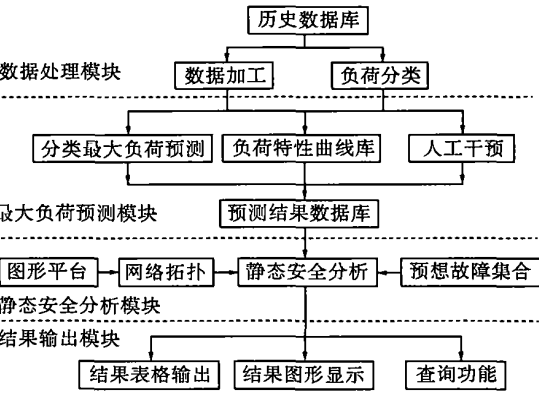 历史数据库
数据处理模块
数据加工
负荷分类
分类最大负荷预测
负荷特性曲线库
人工干预
最大负荷预测模块
预测结果数据库
图形平台
网络拓扑
静态安全分析
预想故障集合
静态安全分析模块
结果输出模块
结果表格输出
结果图形显示
查询功能